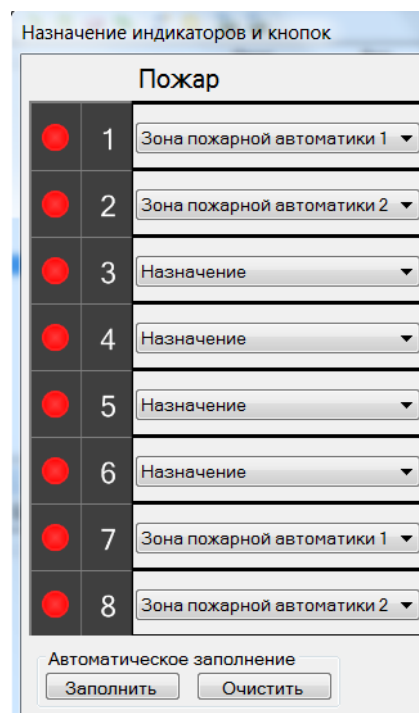 Назначение индикаторов и кнопок
Пожар
1 Зона пожарной автоматики 1
2 Зона пожарной автоматики 2
3 Назначение
4 Назначение
5 Назначение
6 Назначение
7 Зона пожарной автоматики 1
8 Зона пожарной автоматики 2
Автоматическое заполнение
Заполнить Очистить